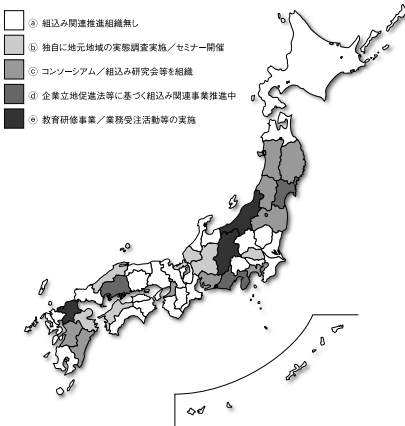 ⓐ 組込み関連推進組織無し
ⓑ 独自に地元地域の実態調査実施／セミナー開催
ⓒ コンソーシアム／組込み研究会等を組織
ⓓ 企業立地促進法等に基づく組込み関連事業推進中
ⓔ 教育研修事業／業務受注活動等の実施